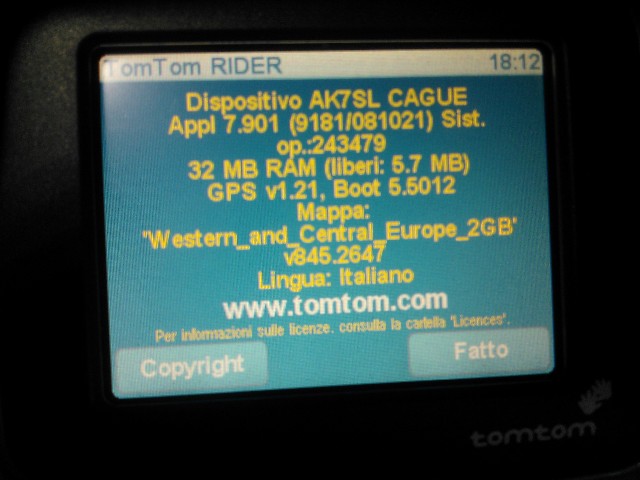 TomTom RIDER 18:12
Dispositivo AK7SL CAGUE
Appl 7.901 (9181/081021) Sist.
op.:243479
32 MB RAM (liberi: 5.7 MB)
GPS v1.21, Boot 5.5012
Mappa:
"Western_and_Central_Europe_2GB"
v845.2647
Lingua: Italiano
www.tomtom.com
Per informazioni sulle licenze, consulta la cartella "Licences".
Copyright Fatto
tomtom